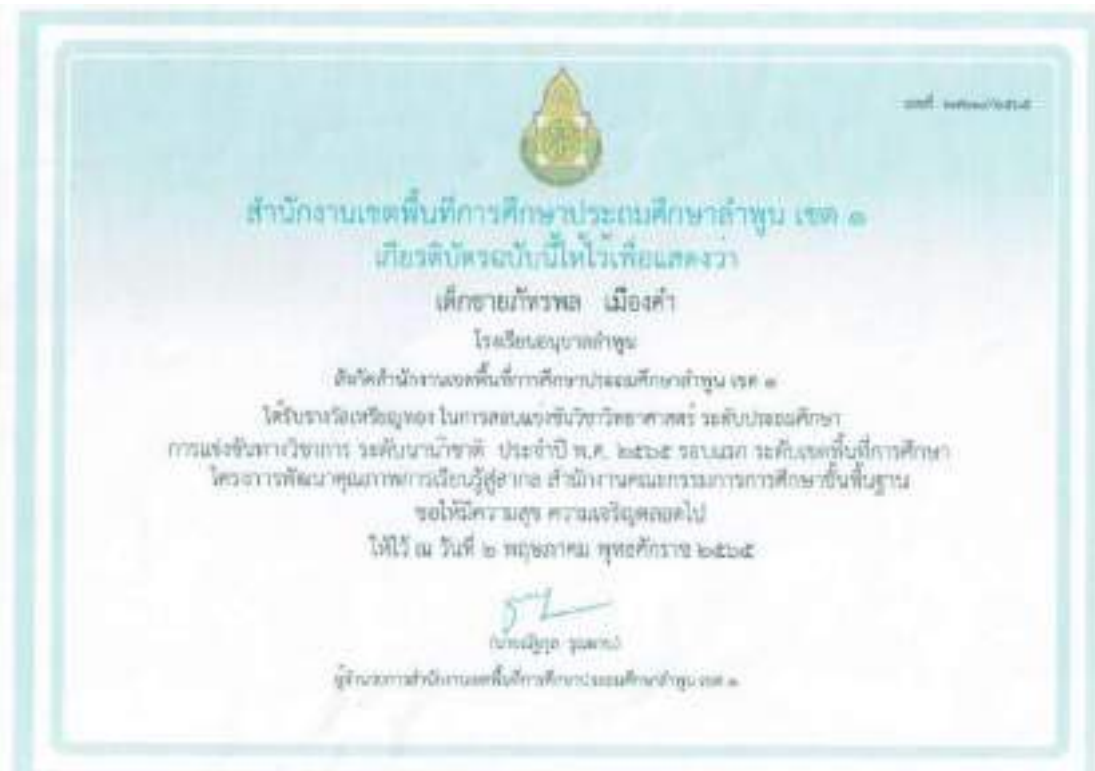 สำนักงานเขตพื้นที่การศึกษาประถมศึกษาลำพูน เขต ๑
เกียรติบัตรฉบับนี้ให้ไว้เพื่อแสดงว่า
เด็กชายภัทรพล เมืองคำ
โรงเรียนอนุบาลลำพูน
สังกัดสำนักงานเขตพื้นที่การศึกษาประถมศึกษาลำพูน เขต ๑
ได้รับรางวัลเหรียญทอง ในการสอบแข่งขันวิชาวิทยาศาสตร์ ระดับประถมศึกษา
การแข่งขันทางวิชาการ ระดับนานาชาติ ประจำปี พ.ศ. ๒๕๖๕ รอบแรก ระดับเขตพื้นที่การศึกษา
โครงการพัฒนาคุณภาพการเรียนรู้สู่สากล สำนักงานคณะกรรมการการศึกษาขั้นพื้นฐาน
ขอให้มีความสุข ความเจริญตลอดไป
ให้ไว้ ณ วันที่ ๒ พฤษภาคม พุทธศักราช ๒๕๖๕
ผู้อำนวยการสำนักงานเขตพื้นที่การศึกษาประถมศึกษาลำพูน เขต ๑